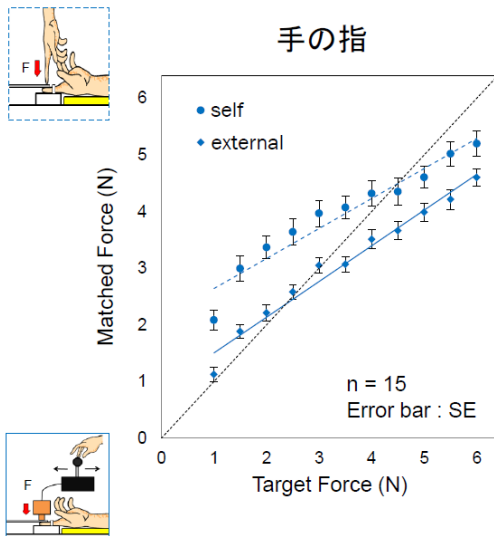 手の指
F
self
external
Matched Force (N)
6
5
4
3
2
1
0
n = 15
Error bar : SE
0 1 2 3 4 5 6
Target Force (N)
F